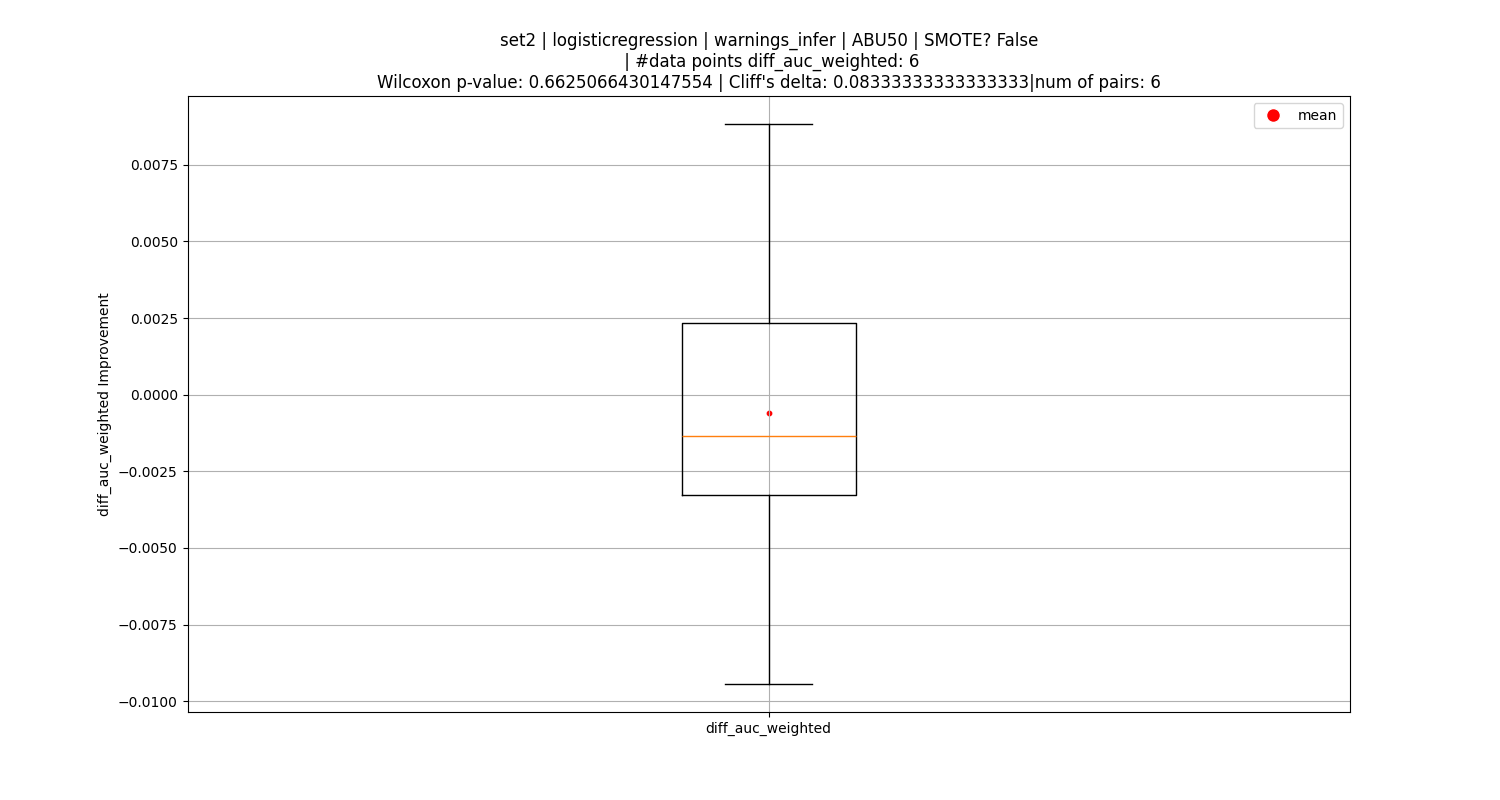 set2 | logisticregression | warnings_infer | ABU50 | SMOTE? False
| #data points diff_auc_weighted: 6
Wilcoxon p-value: 0.6625066430147554 | Cliff's delta: 0.08333333333333333|num of pairs: 6
mean
0.0075
0.0050
0.0025
0.0000
−0.0025
−0.0050
−0.0075
−0.0100
diff_auc_weighted Improvement
diff_auc_weighted